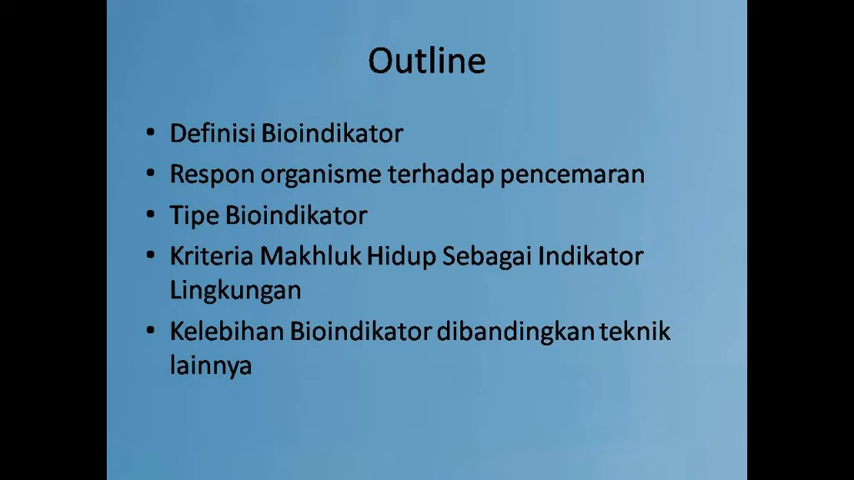 Outline
• Definisi Bioindikator
• Respon organisme terhadap pencemaran
• Tipe Bioindikator
• Kriteria Makhluk Hidup Sebagai Indikator
Lingkungan
• Kelebihan Bioindikator dibandingkan teknik
lainnya